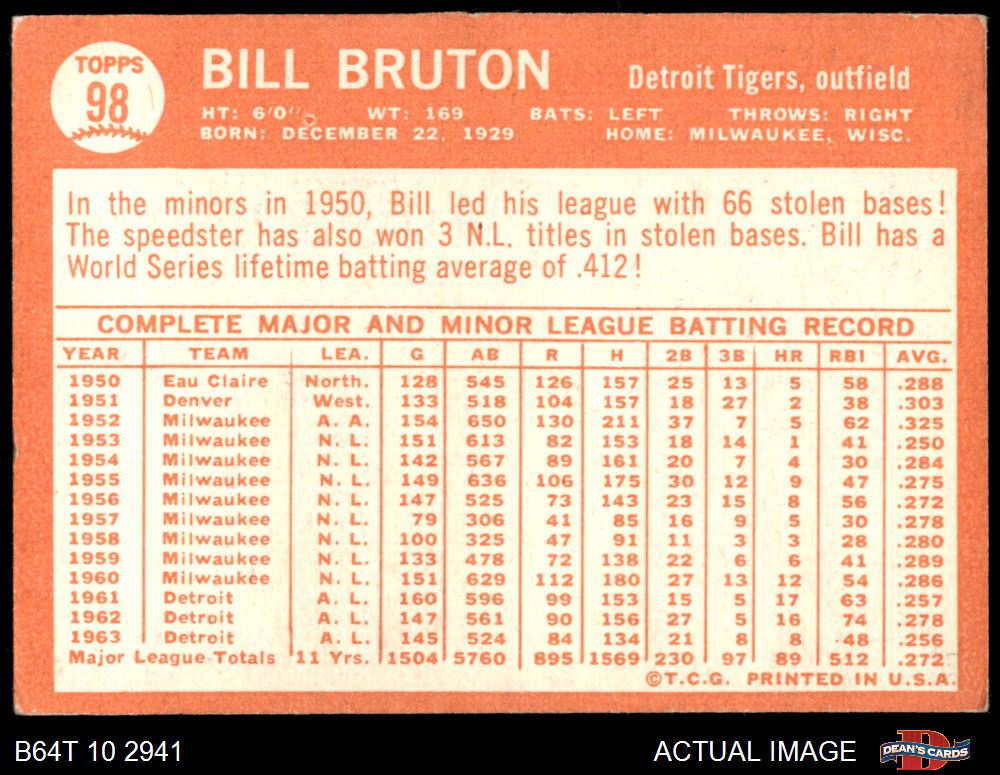 TOPPS
98
BILL BRUTON
Detroit Tigers, outfield
HT: 6'0" WT: 169 BATS: LEFT THROWS: RIGHT
BORN: DECEMBER 22, 1929 HOME: MILWAUKEE, WISC.
In the minors in 1950, Bill led his league with 66 stolen bases!
The speedster has also won 3 N.L. titles in stolen bases. Bill has a
World Series lifetime batting average of .412!
COMPLETE MAJOR AND MINOR LEAGUE BATTING RECORD
YEAR TEAM LEA. G AB R H 2B 3B HR RBI AVG.
1950 Eau Claire North. 128 545 126 157 25 13 5 58 .288
1951 Denver West. 133 518 104 157 18 27 2 38 .303
1952 Milwaukee A. A. 154 650 130 211 37 7 5 62 .325
1953 Milwaukee N. L. 151 613 82 153 18 14 1 41 .250
1954 Milwaukee N. L. 142 567 89 161 20 7 4 30 .284
1955 Milwaukee N. L. 149 636 106 175 30 12 9 47 .275
1956 Milwaukee N. L. 147 525 73 143 23 15 8 56 .272
1957 Milwaukee N. L. 79 306 41 85 16 9 5 30 .278
1958 Milwaukee N. L. 100 325 47 91 11 3 3 28 .280
1959 Milwaukee N. L. 133 478 72 138 22 6 6 41 .289
1960 Milwaukee N. L. 151 629 112 180 27 13 12 54 .286
1961 Detroit A. L. 160 596 99 153 15 5 17 63 .257
1962 Detroit A. L. 147 561 90 156 27 5 16 74 .278
1963 Detroit A. L. 145 524 84 134 21 8 8 48 .256
Major League Totals 11 Yrs. 1504 5760 895 1569 230 97 89 512 .272
©T.C.G. PRINTED IN U.S.A.
B64T 10 2941 ACTUAL IMAGE DEAN'S CARDS